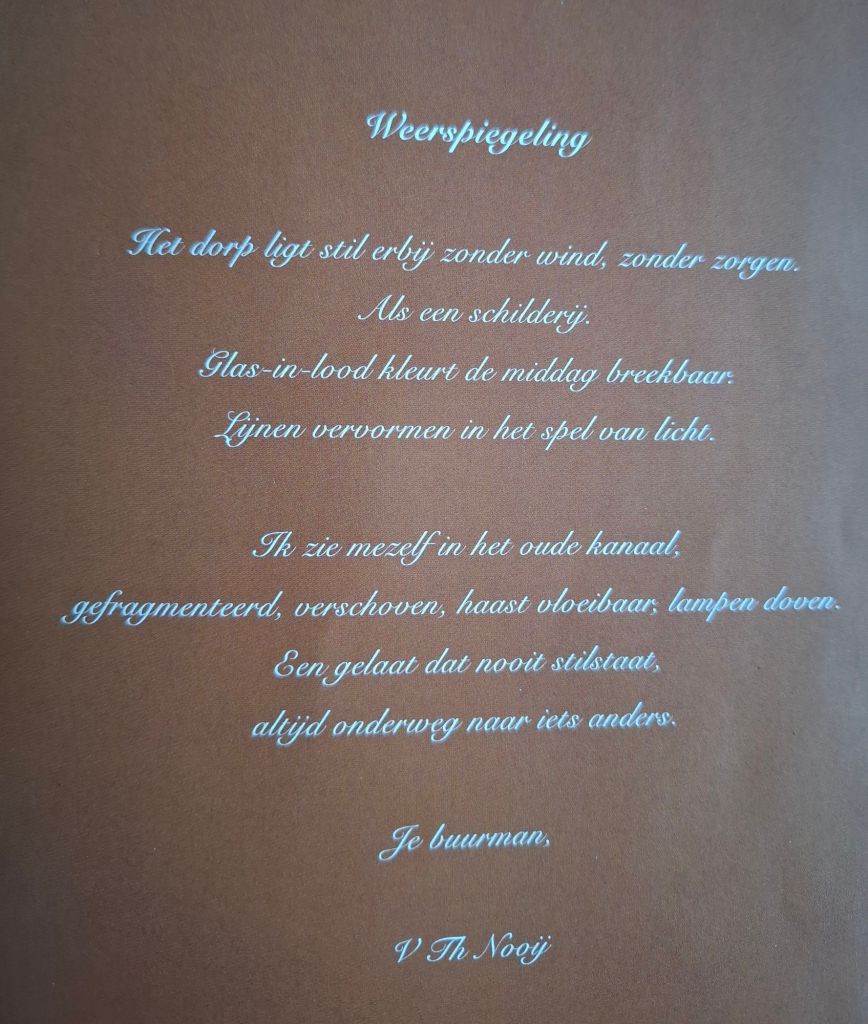 Weerspiegeling
Het dorp ligt stil erbij zonder wind, zonder zorgen.
Als een schilderij.
Glas-in-lood kleurt de middag breekbaar.
Lijnen vervormen in het spel van licht.
Ik zie mezelf in het oude kanaal,
gefragmenteerd, verschoven, haast vloeibaar, lampen doven.
Een gelaat dat nooit stilstaat,
altijd onderweg naar iets anders.
Je buurman,
V Th Nooij